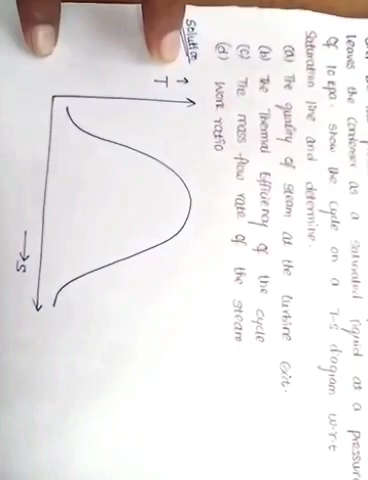 leaves the condenser as a saturated liquid at a pressure
of 10 kpa. Show the cycle on a T-S diagram w.r.t
Saturation line and determine.
(a) The quality of steam at the turbine exit.
(b) The Thermal Efficiency of the cycle
(c) The mass flow rate of the steam
(d) Work ratio
Solution
↑
T
→ S